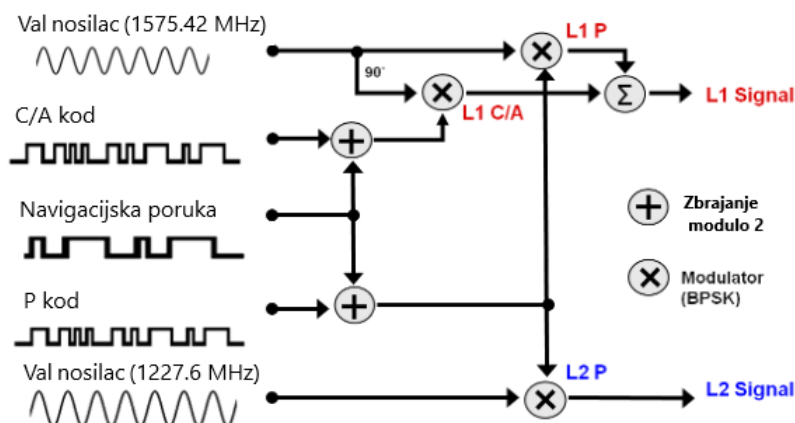 Val nosilac (1575.42 MHz)
L1 P
90°
L1 Signal
C/A kod
L1 C/A
Σ
Navigacijska poruka
Zbrajanje
modulo 2
P kod
Modulator
(BPSK)
Val nosilac (1227.6 MHz)
L2 P
L2 Signal